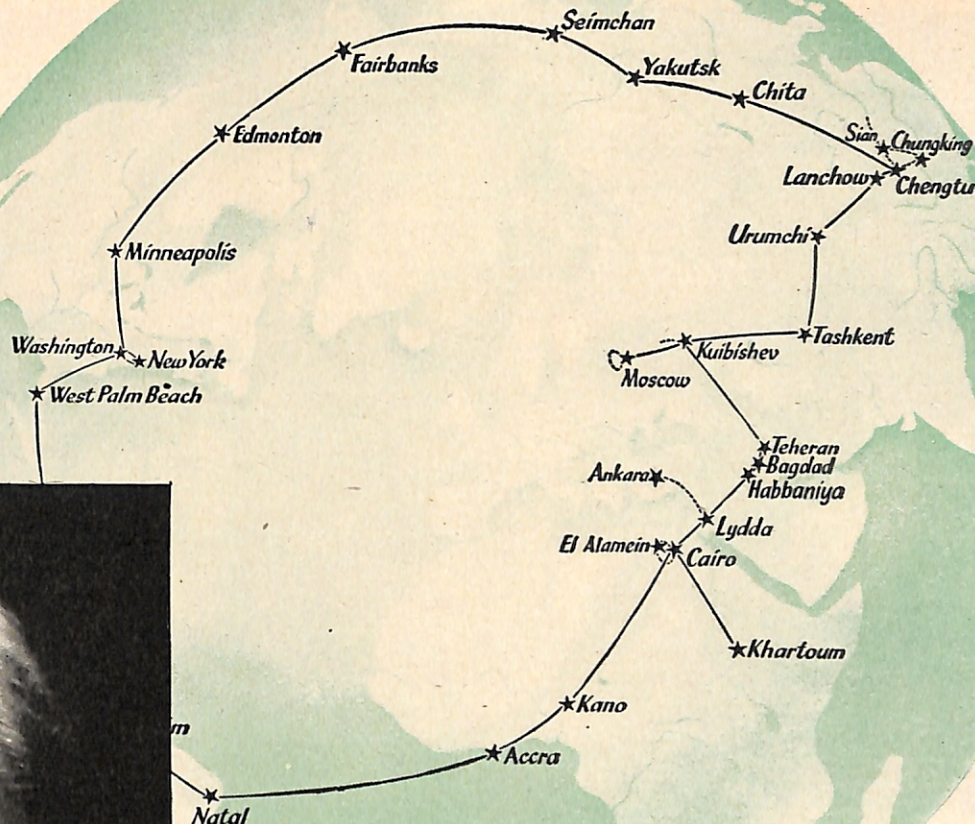 Seimchan
Fairbanks
Yakutsk
Chita
Edmonton
Sian
Chungking
Lanchow
Chengtu
Urumchi
Minneapolis
Washington
New York
Tashkent
Kuibishev
Moscow
West Palm Beach
Teheran
Bagdad
Ankara
Habbaniya
Lydda
El Alamein
Cairo
Khartoum
Kano
Accra
Natal